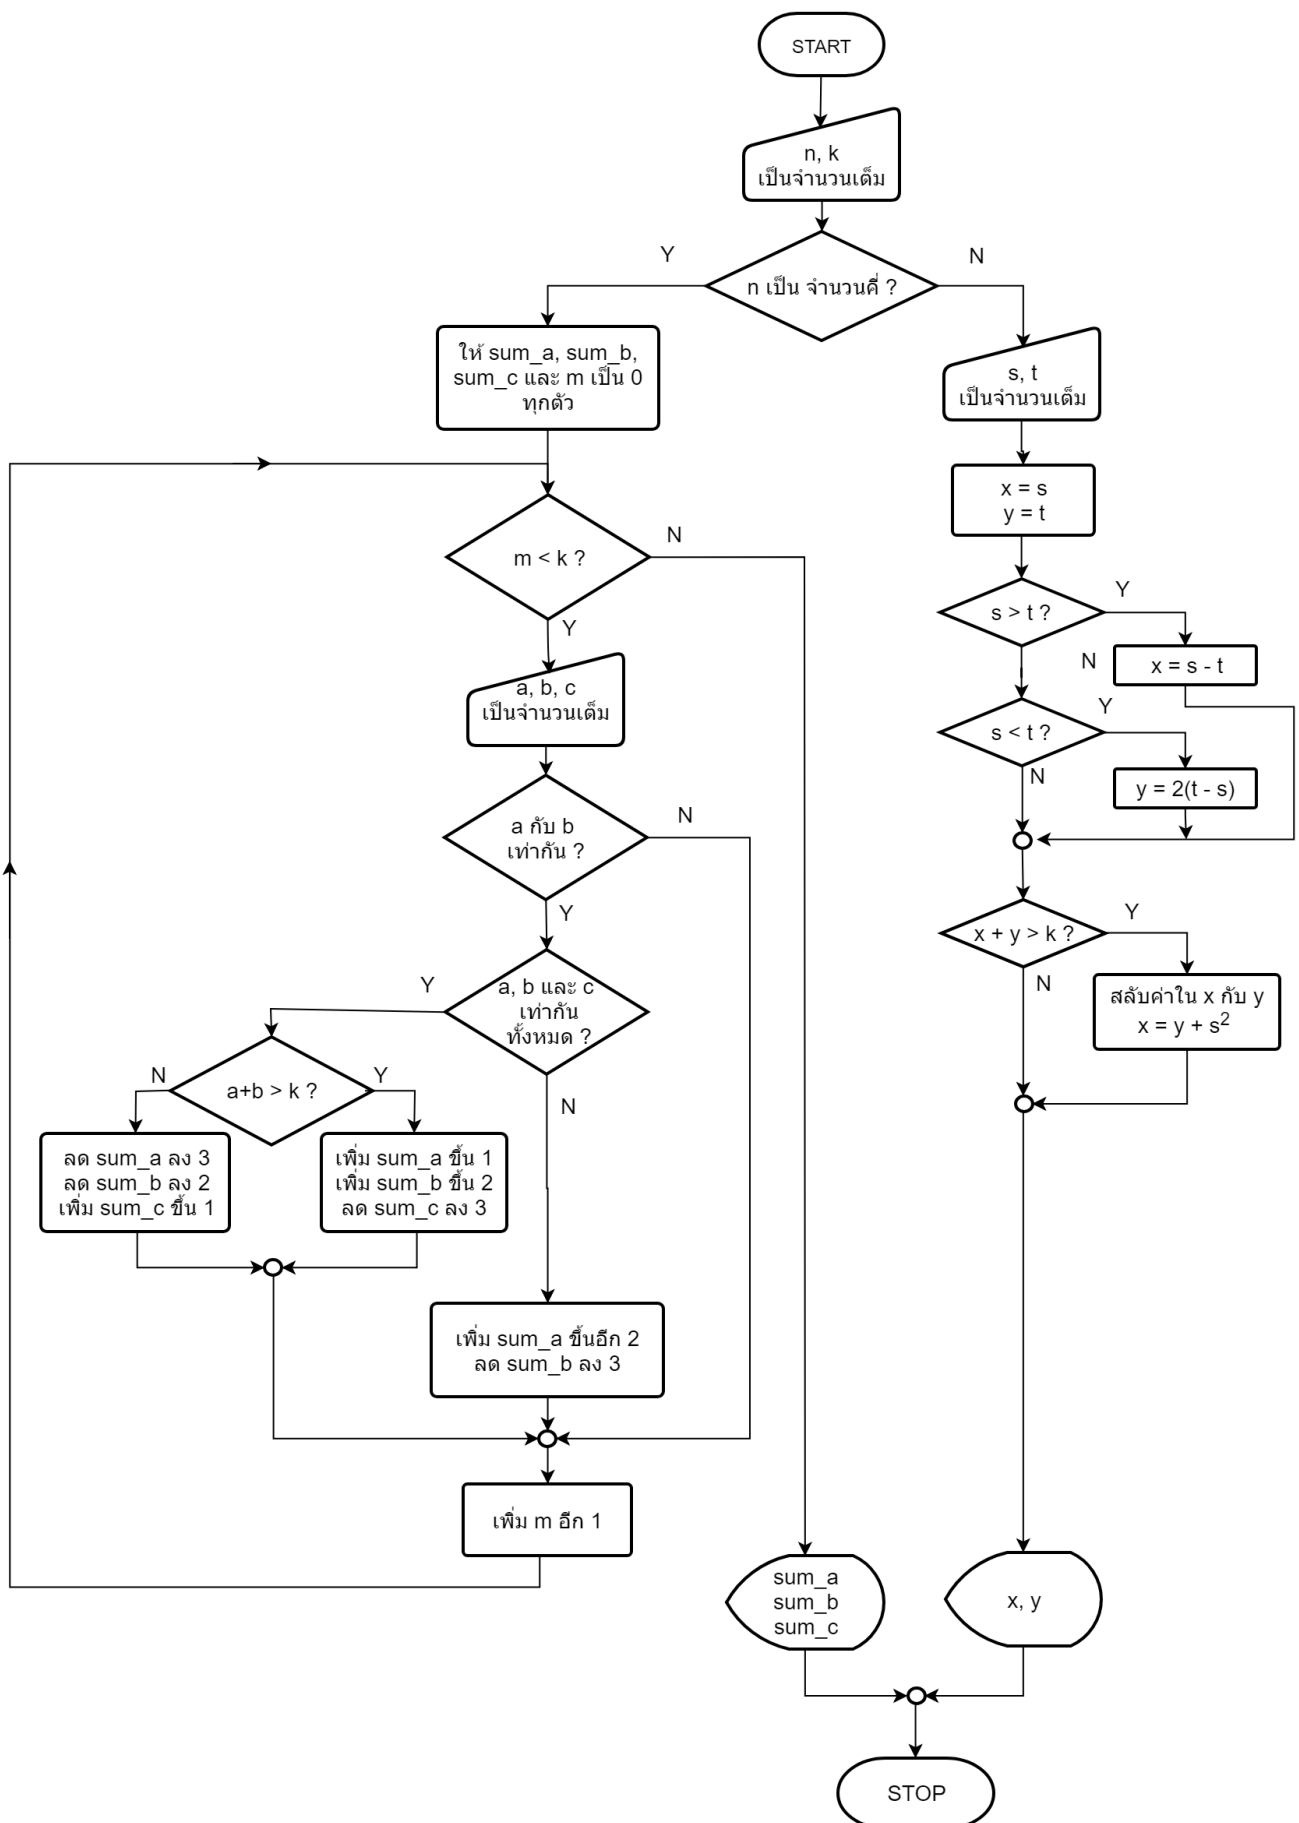 START
n, k
เป็นจำนวนเต็ม
Y
N
n เป็น จำนวนคี่ ?
ให้ sum_a, sum_b,
sum_c และ m เป็น 0
ทุกตัว
m < k ?
N
Y
a, b, c
เป็นจำนวนเต็ม
a กับ b
เท่ากัน ?
N
Y
a, b และ c
เท่ากัน
ทั้งหมด ?
Y
N
a+b > k ?
N
Y
ลด sum_a ลง 3
ลด sum_b ลง 2
เพิ่ม sum_c ขึ้น 1
เพิ่ม sum_a ขึ้น 1
เพิ่ม sum_b ขึ้น 2
ลด sum_c ลง 3
เพิ่ม sum_a ขึ้นอีก 2
ลด sum_b ลง 3
เพิ่ม m อีก 1
sum_a
sum_b
sum_c
s, t
เป็นจำนวนเต็ม
x = s
y = t
s > t ?
Y
N
x = s - t
s < t ?
Y
N
y = 2(t - s)
x + y > k ?
Y
N
สลับค่าใน x กับ y
x = y + s²
x, y
STOP